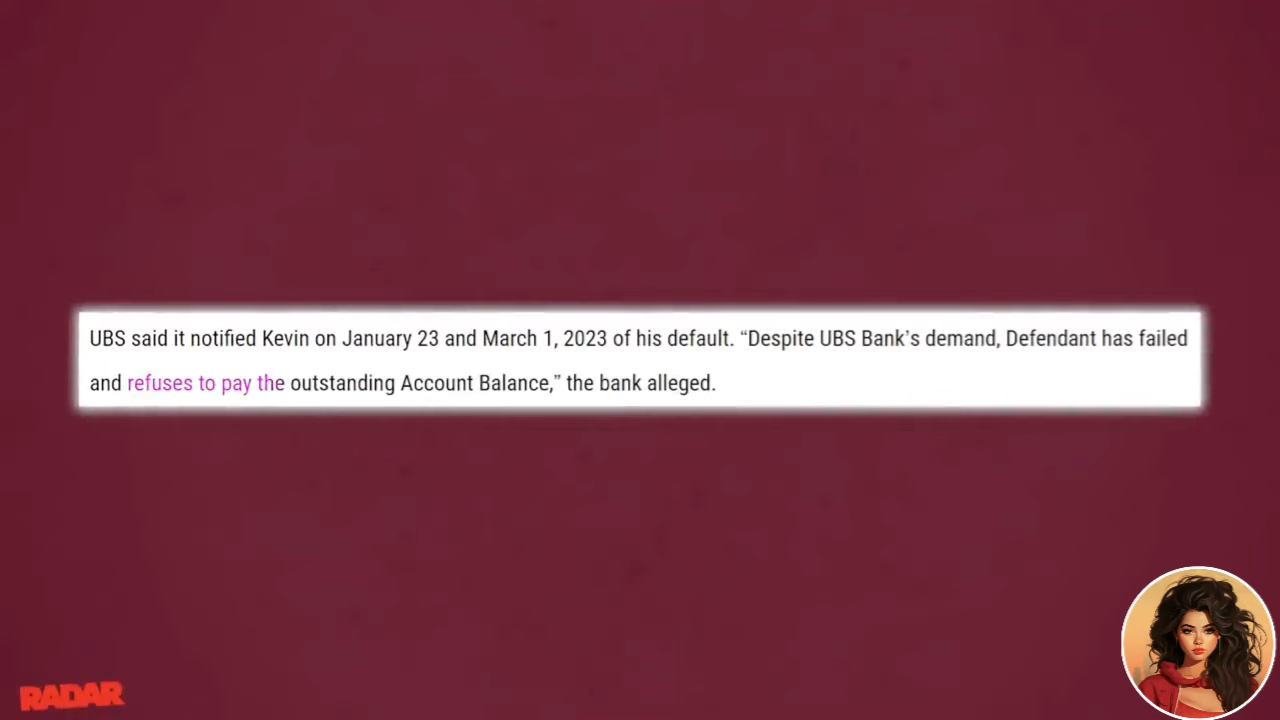 UBS said it notified Kevin on January 23 and March 1, 2023 of his default. “Despite UBS Bank’s demand, Defendant has failed
and refuses to pay the outstanding Account Balance,” the bank alleged.
RADAR